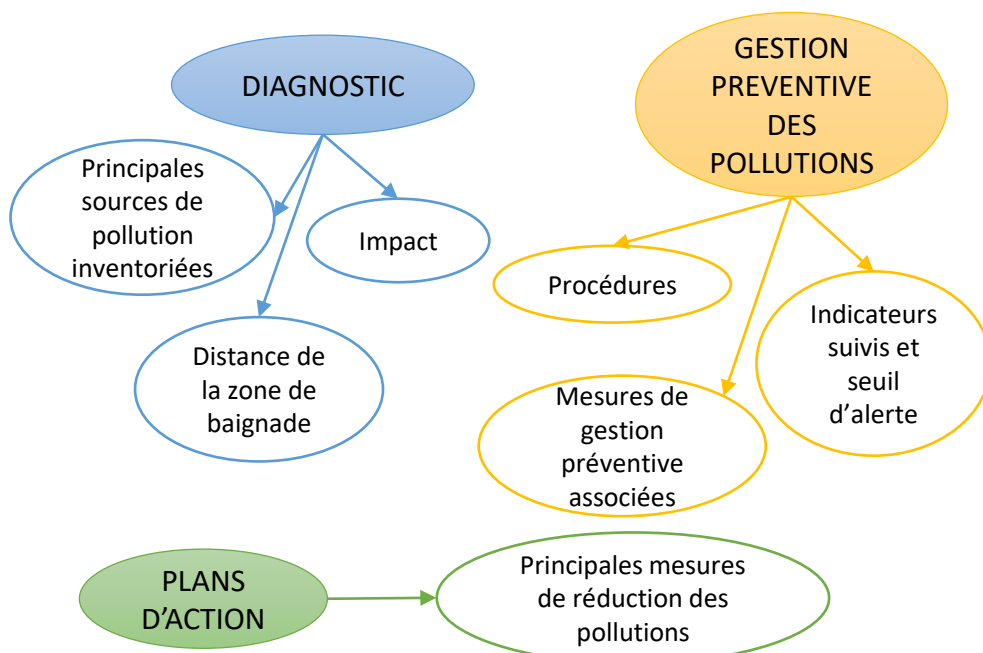 DIAGNOSTIC
Principales
sources de
pollution
inventoriées
Impact
Distance de
la zone de
baignade
GESTION
PREVENTIVE
DES
POLLUTIONS
Procédures
Mesures de
gestion
préventive
associées
Indicateurs
suivis et
seuil
d’alerte
PLANS
D’ACTION
Principales mesures
de réduction des
pollutions